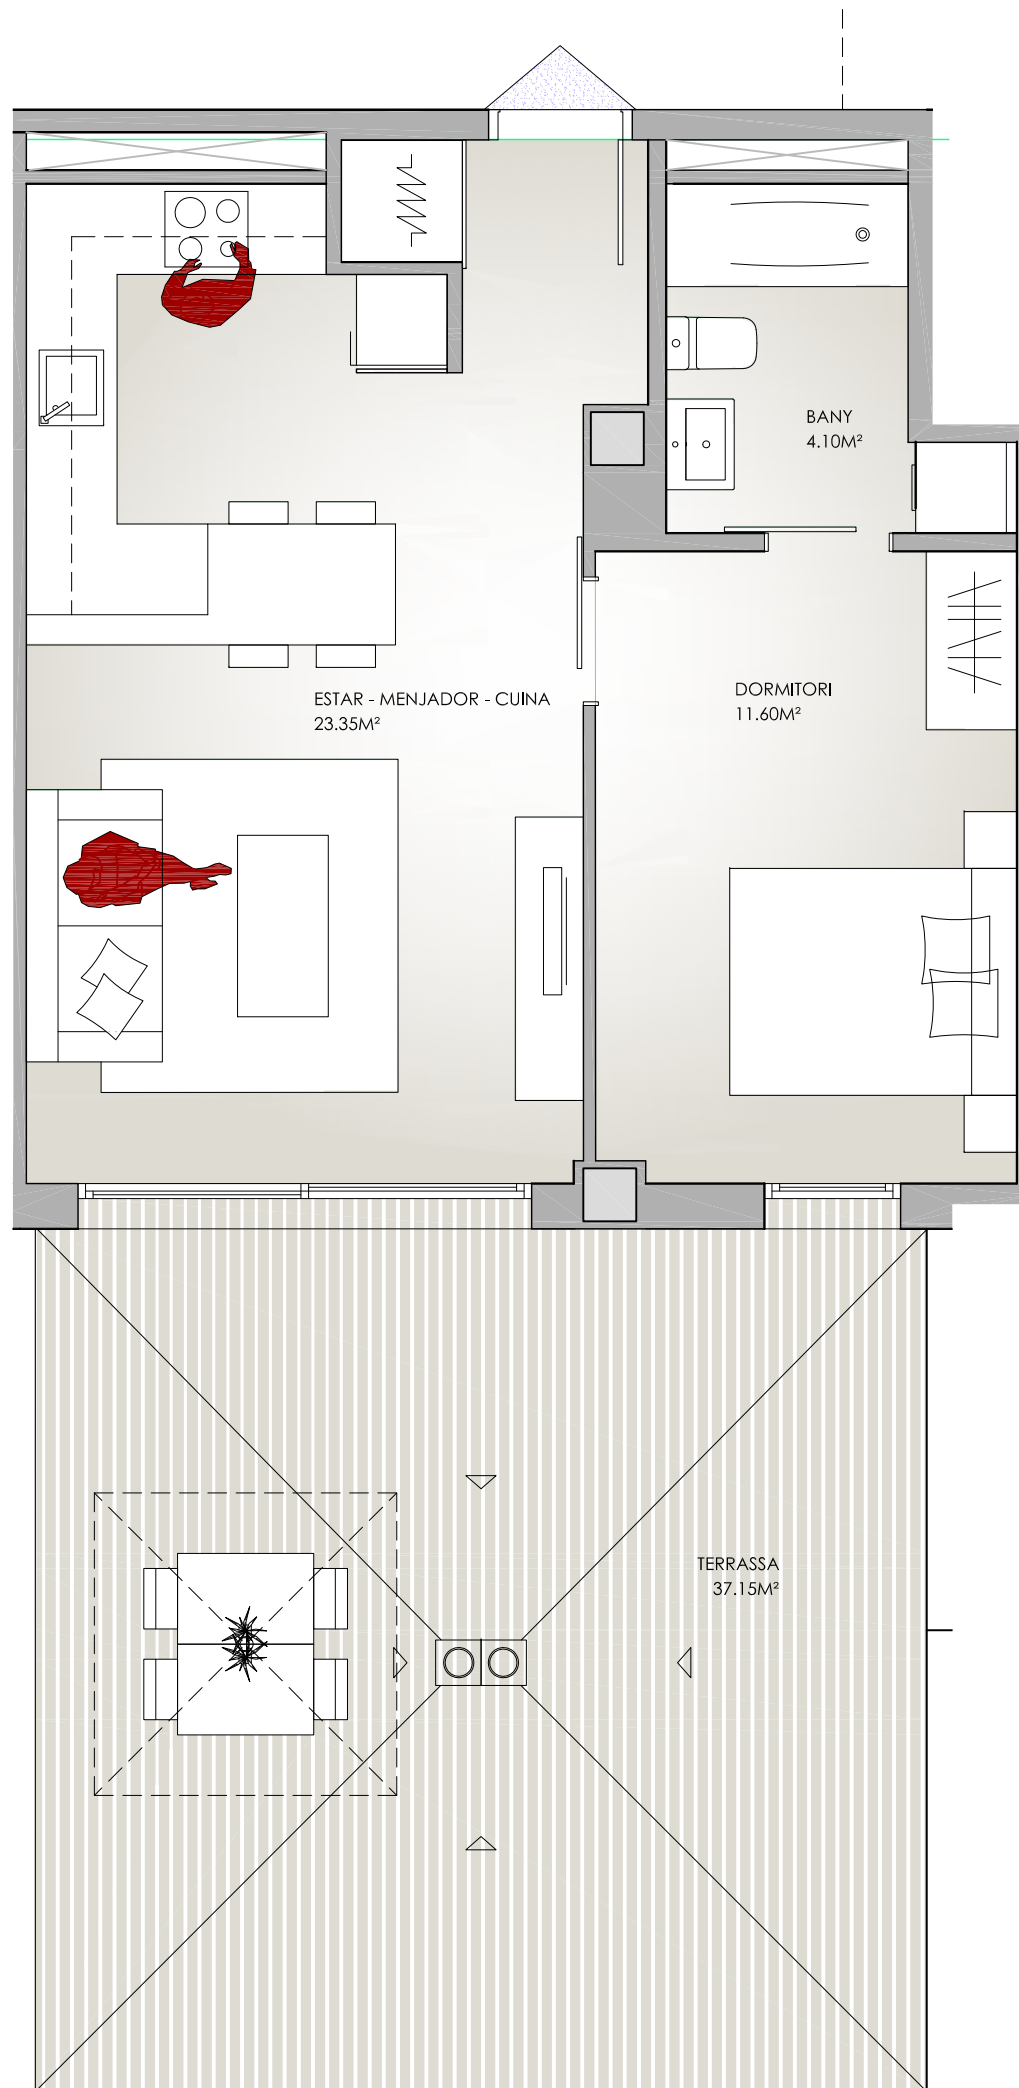 BANY
4.10M²
ESTAR - MENJADOR - CUINA
23.35M²
DORMITORI
11.60M²
TERRASSA
37.15M²